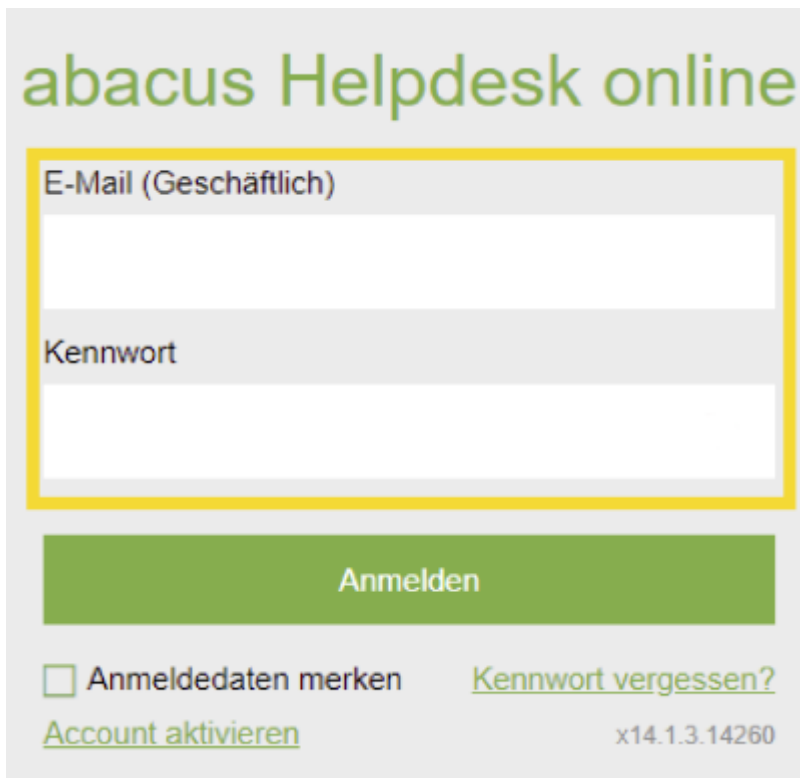 abacus Helpdesk online
E-Mail (Geschäftlich)
Kennwort
Anmelden
Anmeldedaten merken
Kennwort vergessen?
Account aktivieren
x14.1.3.14260